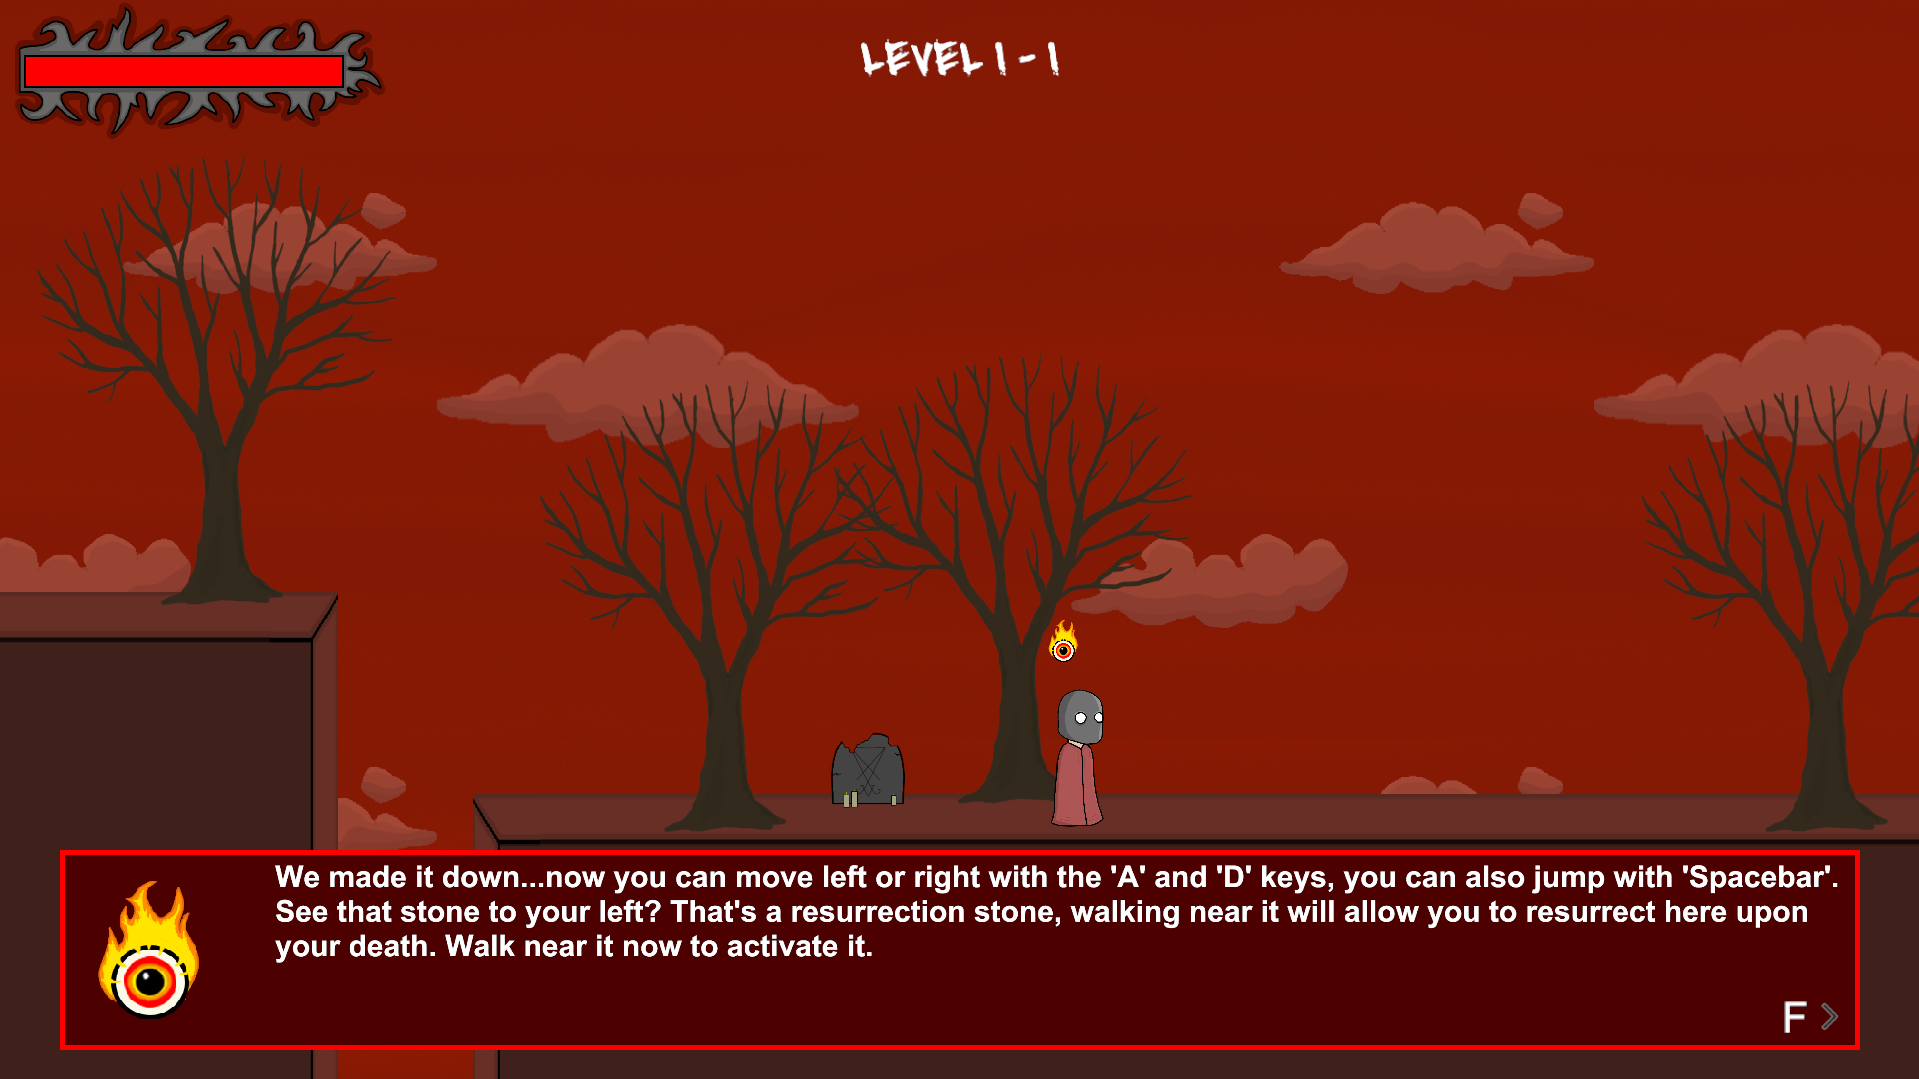 LEVEL 1 - 1
We made it down...now you can move left or right with the 'A' and 'D' keys, you can also jump with 'Spacebar'.
See that stone to your left? That's a resurrection stone, walking near it will allow you to resurrect here upon
your death. Walk near it now to activate it.
F >